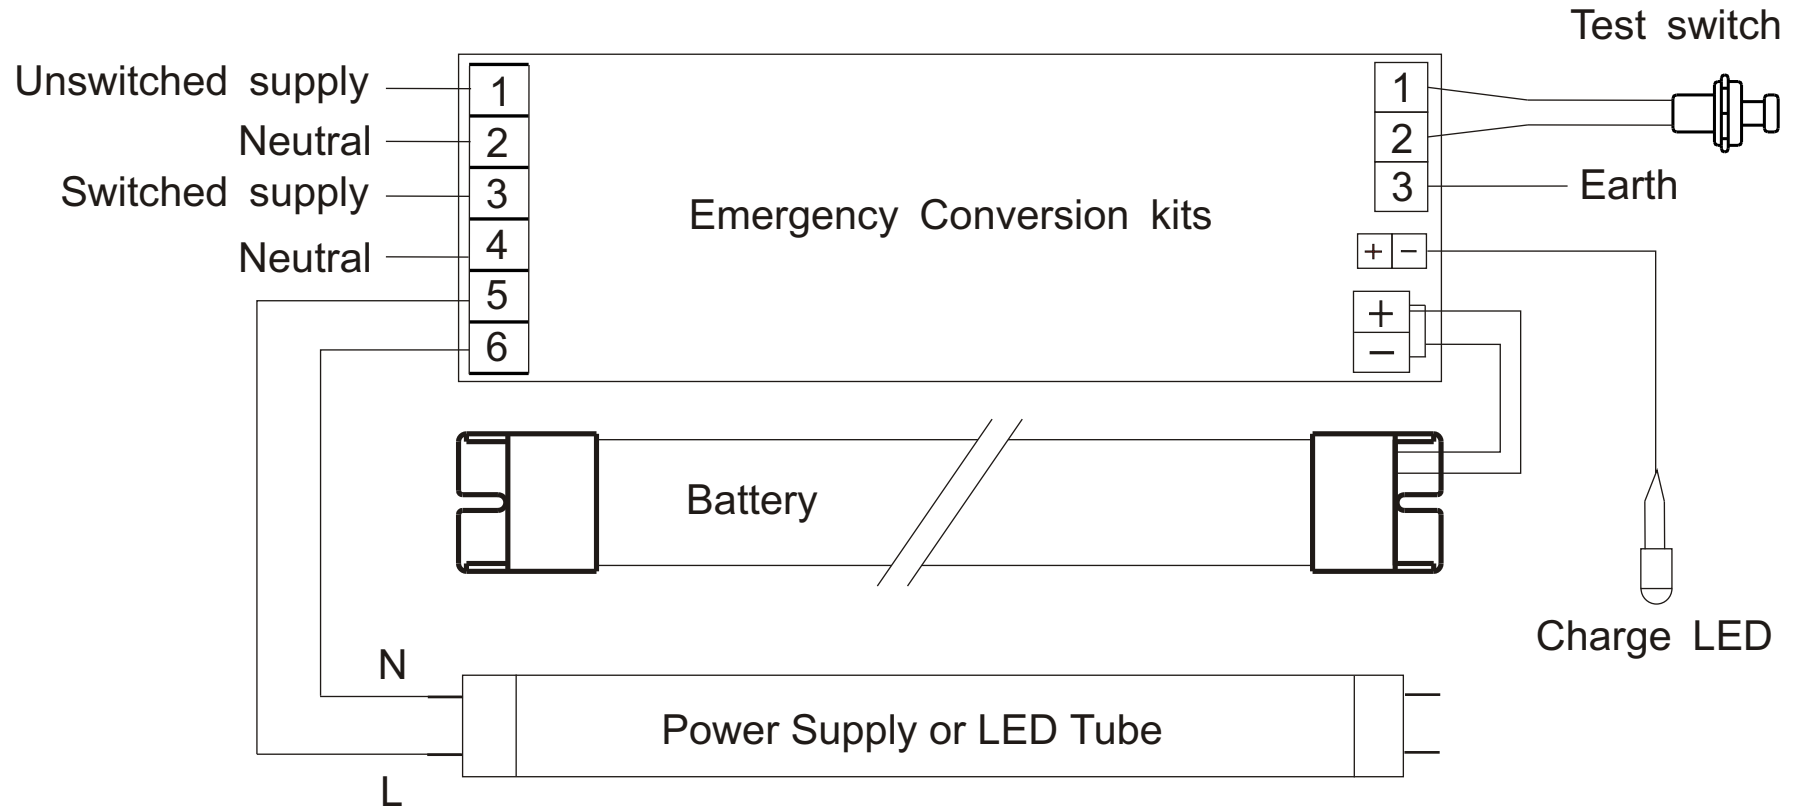 Test switch
Unswitched supply
1
1
Neutral
2
2
Switched supply
3
3
Earth
Emergency Conversion kits
Neutral
4
+ −
5
+
6
−
Battery
Charge LED
N
Power Supply or LED Tube
L